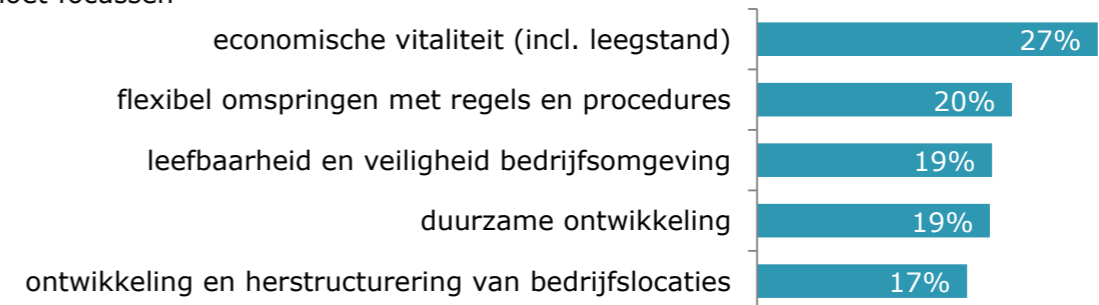 focussen
economische vitaliteit (incl. leegstand) 27%
flexibel omspringen met regels en procedures 20%
leefbaarheid en veiligheid bedrijfsomgeving 19%
duurzame ontwikkeling 19%
ontwikkeling en herstructurering van bedrijfslocaties 17%